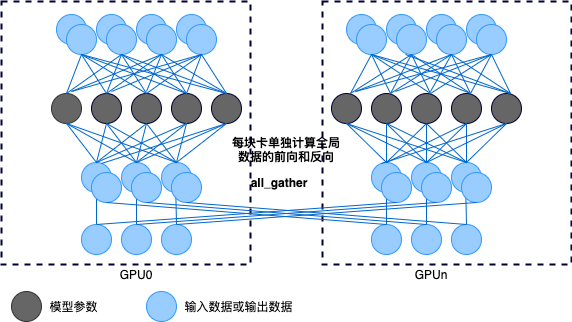 每块卡单独计算全局
数据的前向和反向
all_gather
GPU0
GPUn
模型参数
输入数据或输出数据